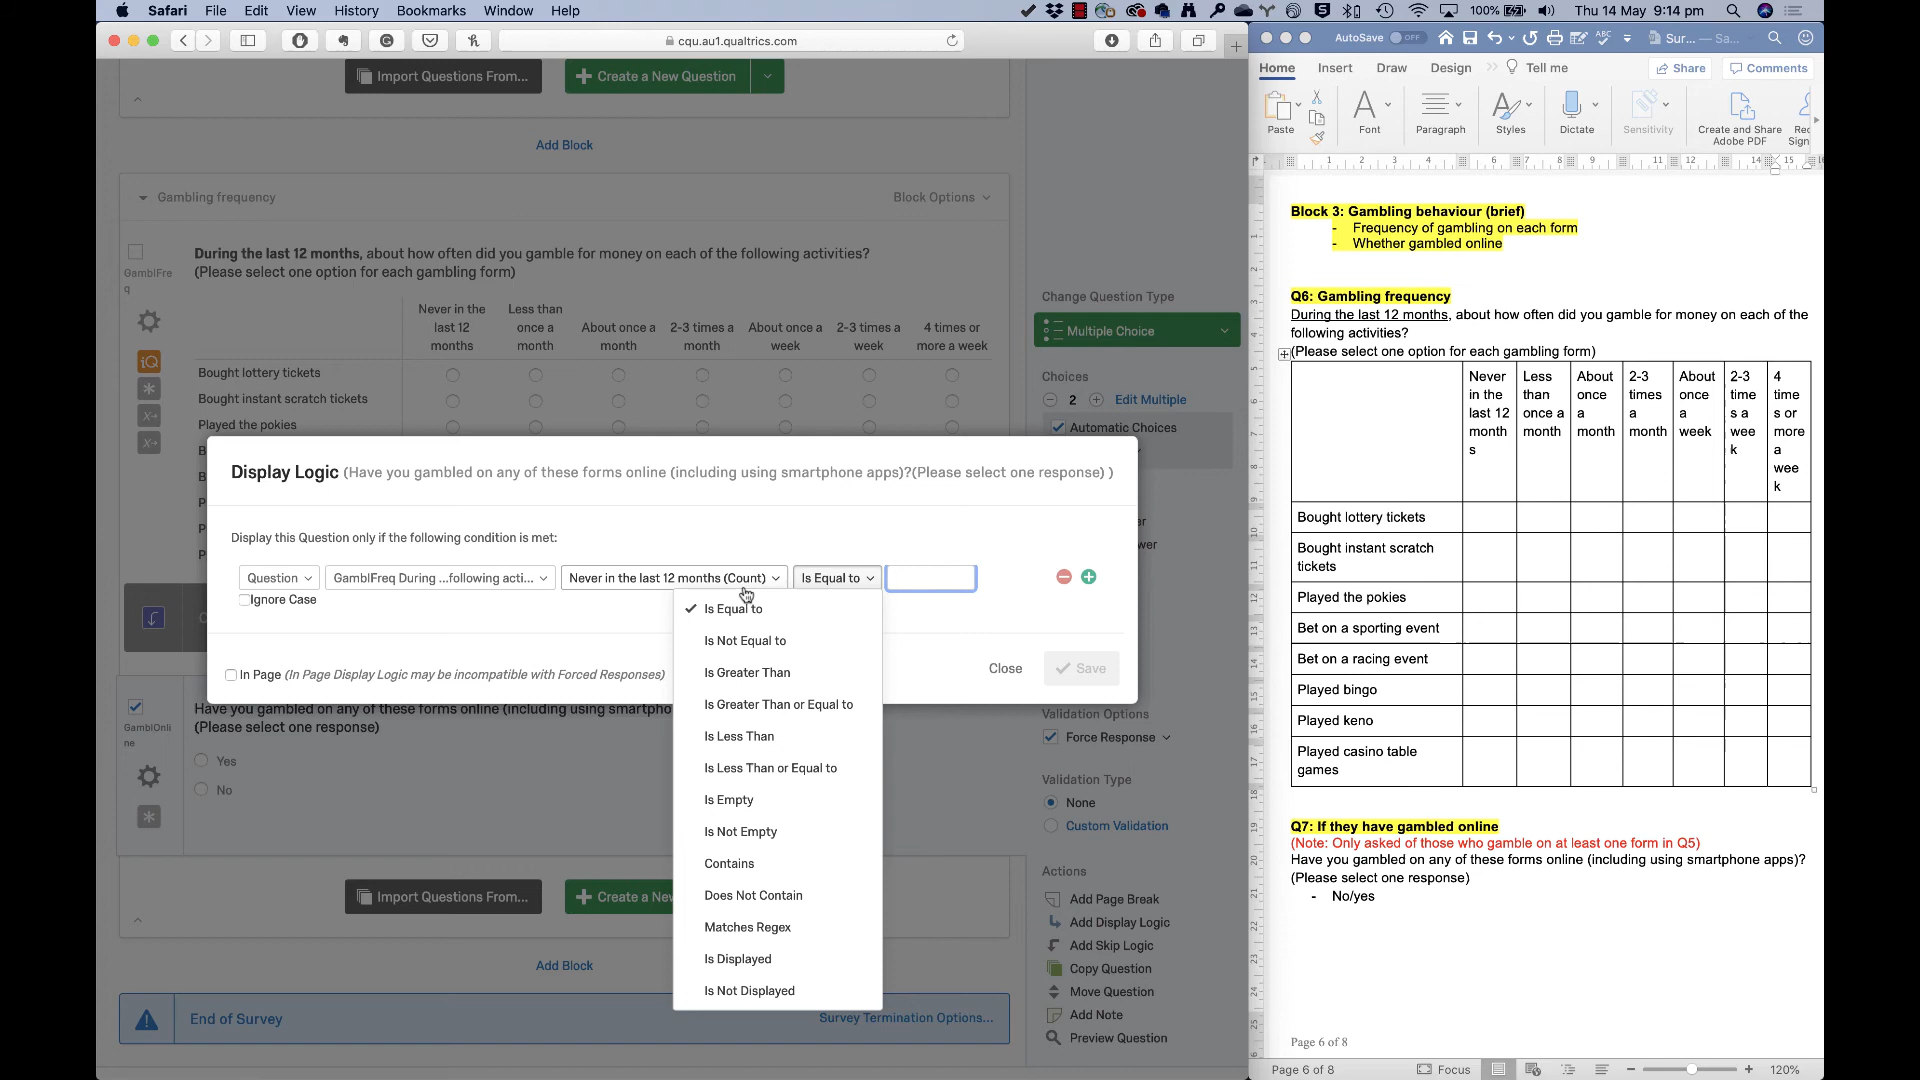 Safari File Edit View History Bookmarks Window Help
100% Thu 14 May 9:14 pm
cqu.au1.qualtrics.com
Import Questions From...
Create a New Question
Add Block
Gambling frequency
Block Options
GamblFre
q
During the last 12 months, about how often did you gamble for money on each of the following activities?
(Please select one option for each gambling form)
Never in the last 12 months
Less than once a month
About once a month
2-3 times a month
About once a week
2-3 times a week
4 times or more a week
iQ
Bought lottery tickets
Bought instant scratch tickets
Played the pokies
Change Question Type
Multiple Choice
Choices
2 Edit Multiple
Automatic Choices
Display Logic (Have you gambled on any of these forms online (including using smartphone apps)?(Please select one response) )
Display this Question only if the following condition is met:
Question
GamblFreq During ...following acti...
Never in the last 12 months (Count)
Is Equal to
Ignore Case
Is Equal to
Is Not Equal to
Is Greater Than
Is Greater Than or Equal to
Is Less Than
Is Less Than or Equal to
Is Empty
Is Not Empty
Contains
Does Not Contain
Matches Regex
Is Displayed
Is Not Displayed
In Page (In Page Display Logic may be incompatible with Forced Responses)
Close
Save
GamblOnli
ne
Have you gambled on any of these forms online (including using smartpho
(Please select one response)
Yes
No
Import Questions From...
Create a Ne
Add Block
End of Survey
Survey Termination Options...
Validation Options
Force Response
Validation Type
None
Custom Validation
Actions
Add Page Break
Add Display Logic
Add Skip Logic
Copy Question
Move Question
Add Note
Preview Question
AutoSave OFF
Sur... — Sa...
Home Insert Draw Design Tell me
Share Comments
Paste
Font
Paragraph
Styles
Dictate
Sensitivity
Create and Share
Adobe PDF
Block 3: Gambling behaviour (brief)
- Frequency of gambling on each form
- Whether gambled online
Q6: Gambling frequency
During the last 12 months, about how often did you gamble for money on each of the
following activities?
(Please select one option for each gambling form)
Never in the last 12 month s
Less than once a month
About once a month
2-3 times a month
About once a week
2-3 time s a wee k
4 time s or more a wee k
Bought lottery tickets
Bought instant scratch
tickets
Played the pokies
Bet on a sporting event
Bet on a racing event
Played bingo
Played keno
Played casino table
games
Q7: If they have gambled online
(Note: Only asked of those who gamble on at least one form in Q5)
Have you gambled on any of these forms online (including using smartphone apps)?
(Please select one response)
- No/yes
Page 6 of 8
Page 6 of 8
Focus
120%